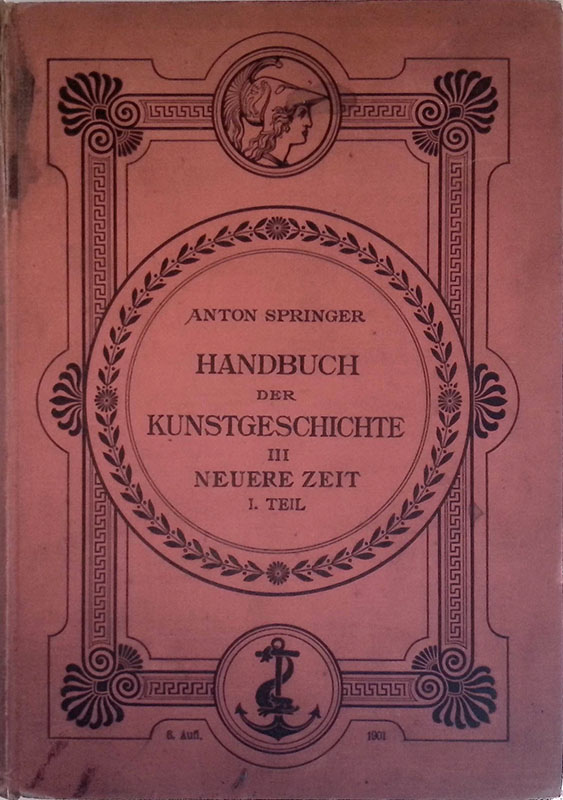 ANTON SPRINGER
HANDBUCH
DER
KUNSTGESCHICHTE
III
NEUERE ZEIT
I. TEIL
6. Aufl. 1901